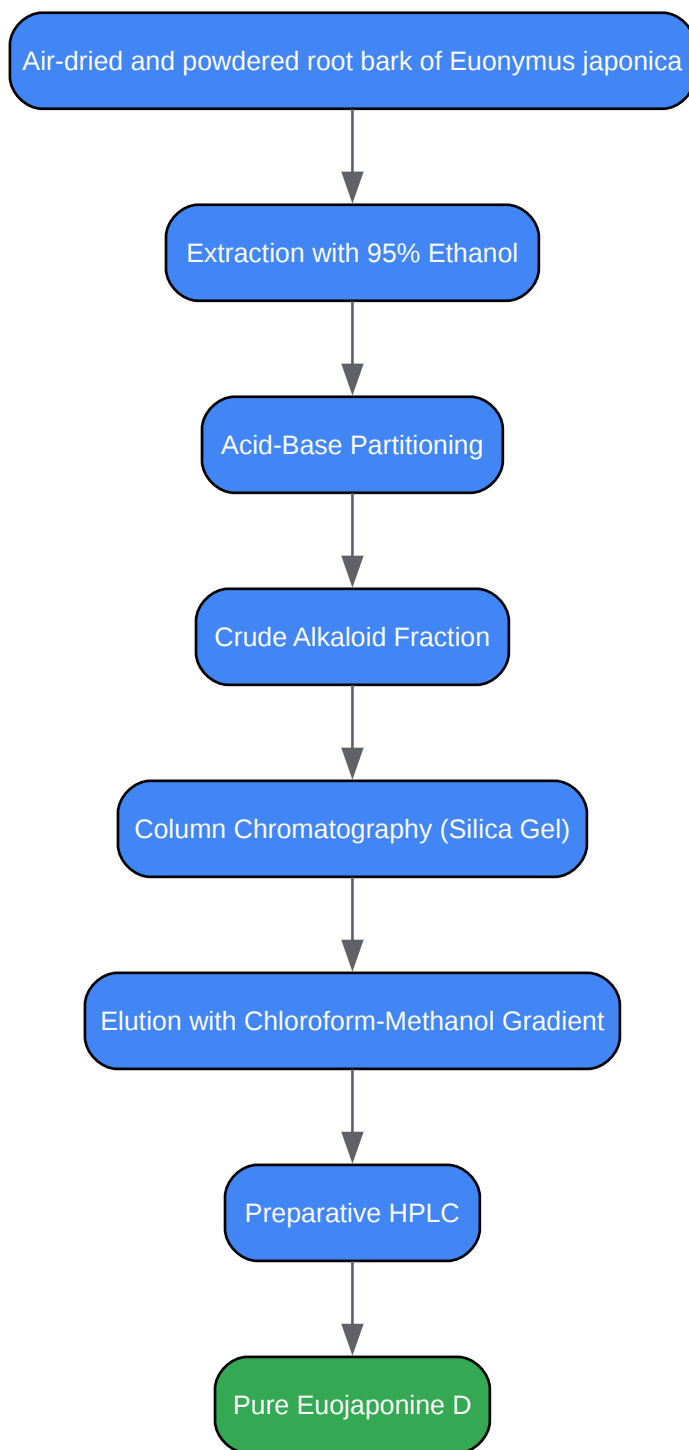 Air-dried and powdered root bark of Euonymus japonica
Extraction with 95% Ethanol
Acid-Base Partitioning
Crude Alkaloid Fraction
Column Chromatography (Silica Gel)
Elution with Chloroform-Methanol Gradient
Preparative HPLC
Pure Euojaponine D